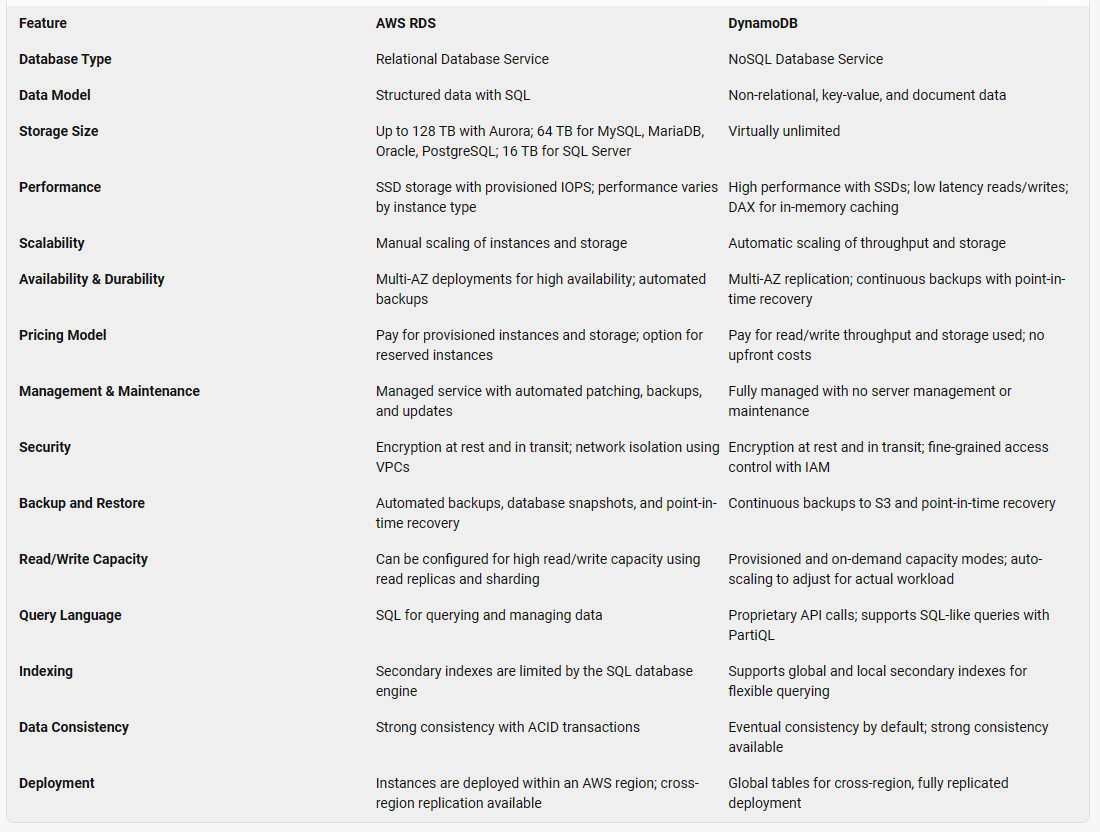 Feature AWS RDS DynamoDB
Database Type Relational Database Service NoSQL Database Service
Data Model Structured data with SQL Non-relational, key-value, and document data
Storage Size Up to 128 TB with Aurora; 64 TB for MySQL, MariaDB, Virtually unlimited
Oracle, PostgreSQL; 16 TB for SQL Server
Performance SSD storage with provisioned IOPS; performance varies High performance with SSDs; low latency reads/writes;
by instance type DAX for in-memory caching
Scalability Manual scaling of instances and storage Automatic scaling of throughput and storage
Availability & Durability Multi-AZ deployments for high availability; automated Multi-AZ replication; continuous backups with point-in-
backups time recovery
Pricing Model Pay for provisioned instances and storage; option for Pay for read/write throughput and storage used; no
reserved instances upfront costs
Management & Maintenance Managed service with automated patching, backups, Fully managed with no server management or
and updates maintenance
Security Encryption at rest and in transit; network isolation using Encryption at rest and in transit; fine-grained access
VPCs control with IAM
Backup and Restore Automated backups, database snapshots, and point-in- Continuous backups to S3 and point-in-time recovery
time recovery
Read/Write Capacity Can be configured for high read/write capacity using Provisioned and on-demand capacity modes; auto-
read replicas and sharding scaling to adjust for actual workload
Query Language SQL for querying and managing data Proprietary API calls; supports SQL-like queries with
PartiQL
Indexing Secondary indexes are limited by the SQL database Supports global and local secondary indexes for
engine flexible querying
Data Consistency Strong consistency with ACID transactions Eventual consistency by default; strong consistency
available
Deployment Instances are deployed within an AWS region; cross- Global tables for cross-region, fully replicated
region replication available deployment